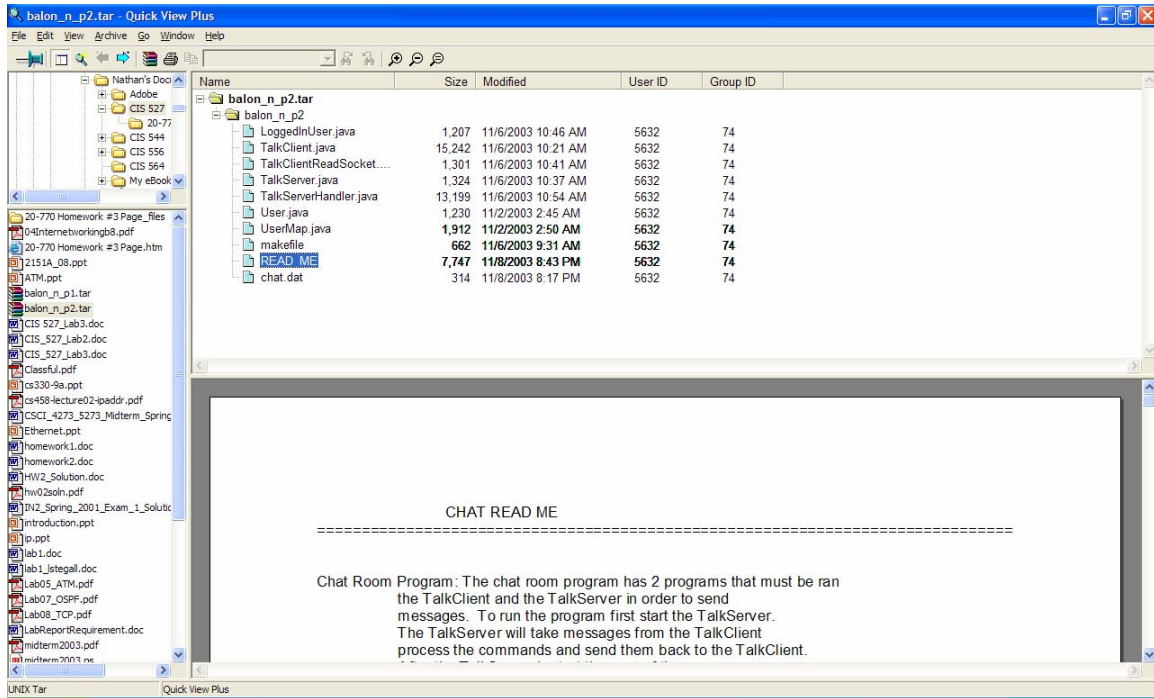 balon_n_p2.tar - Quick View Plus
File Edit View Archive Go Window Help
Nathan's Doc
Adobe
CIS 527
20-77
CIS 544
CIS 556
CIS 564
My eBook
20-770 Homework #3 Page_files
04Internetworkingb8.pdf
20-770 Homework #3 Page.htm
2151A_08.ppt
ATM.ppt
balon_n_p1.tar
balon_n_p2.tar
CIS 527_Lab3.doc
CIS_527_Lab2.doc
CIS_527_Lab3.doc
Classful.pdf
cs330-9a.ppt
cs458-lecture02-ipaddr.pdf
CSCI_4273_5273_Midterm_Spring
Ethernet.ppt
homework1.doc
homework2.doc
HW2_Solution.doc
hw02soln.pdf
IN2_Spring_2001_Exam_1_Solutic
introduction.ppt
ip.ppt
lab1.doc
lab1_lstegall.doc
Lab05_ATM.pdf
Lab07_OSPF.pdf
Lab08_TCP.pdf
LabReportRequirement.doc
midterm2003.pdf
midterm2003.ps
Name Size Modified User ID Group ID
balon_n_p2.tar
balon_n_p2
LoggedInUser.java 1,207 11/6/2003 10:46 AM 5632 74
TalkClient.java 15,242 11/6/2003 10:21 AM 5632 74
TalkClientReadSocket.... 1,301 11/6/2003 10:41 AM 5632 74
TalkServer.java 1,324 11/6/2003 10:37 AM 5632 74
TalkServerHandler.java 13,199 11/6/2003 10:54 AM 5632 74
User.java 1,230 11/2/2003 2:45 AM 5632 74
UserMap.java 1,912 11/2/2003 2:50 AM 5632 74
makefile 662 11/6/2003 9:31 AM 5632 74
READ_ME 7,747 11/8/2003 8:43 PM 5632 74
chat.dat 314 11/8/2003 8:17 PM 5632 74
CHAT READ ME
==============================================================================
Chat Room Program: The chat room program has 2 programs that must be ran
the TalkClient and the TalkServer in order to send
messages. To run the program first start the TalkServer.
The TalkServer will take messages from the TalkClient
process the commands and send them back to the TalkClient.
UNIX Tar Quick View Plus